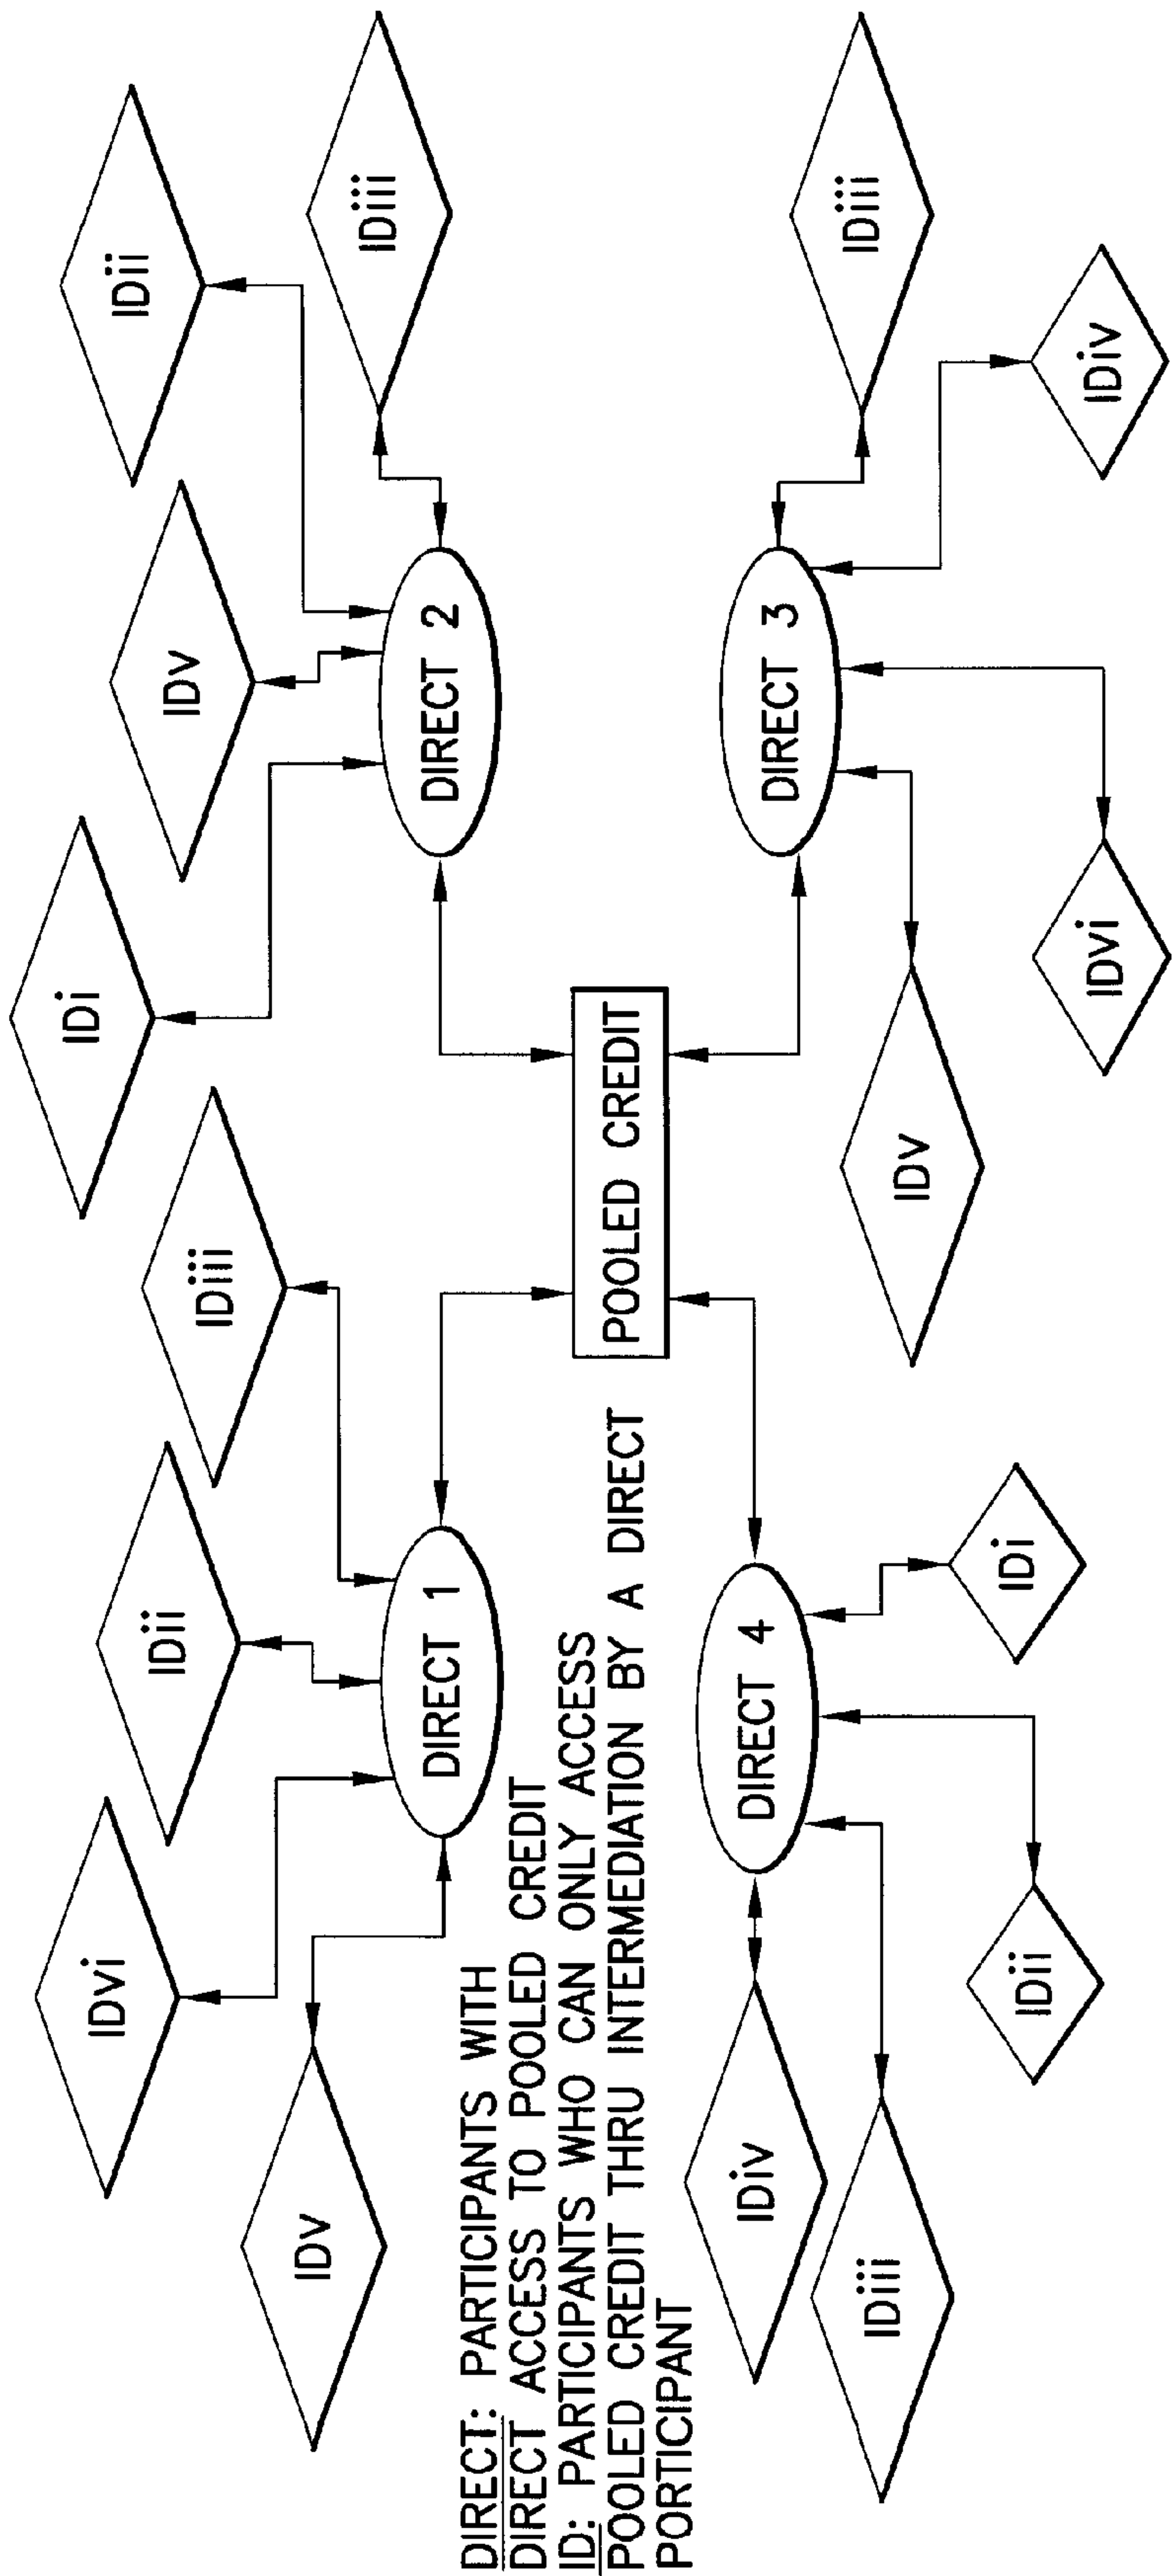 IDvi
IDii
IDiii
IDi
IDv
IDii
IDv
IDiii
DIRECT 1
DIRECT 2
DIRECT: PARTICIPANTS WITH
DIRECT ACCESS TO POOLED CREDIT
ID: PARTICIPANTS WHO CAN ONLY ACCESS
POOLED CREDIT THRU INTERMEDIATION BY A DIRECT
PORTICIPANT
POOLED CREDIT
IDiv
DIRECT 4
DIRECT 3
IDiii
IDiii
IDii
IDi
IDv
IDvi
IDiv